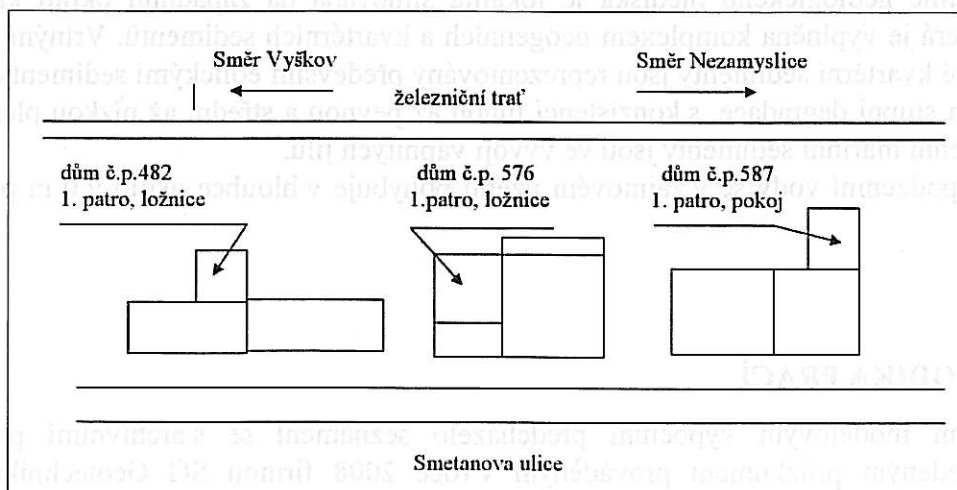 Směr Vyškov
Směr Nezamyslice
železniční trať
dům č.p.482
1. patro, ložnice
dům č.p. 576
1.patro, ložnice
dům č.p.587
1. patro, pokoj
Smetanova ulice